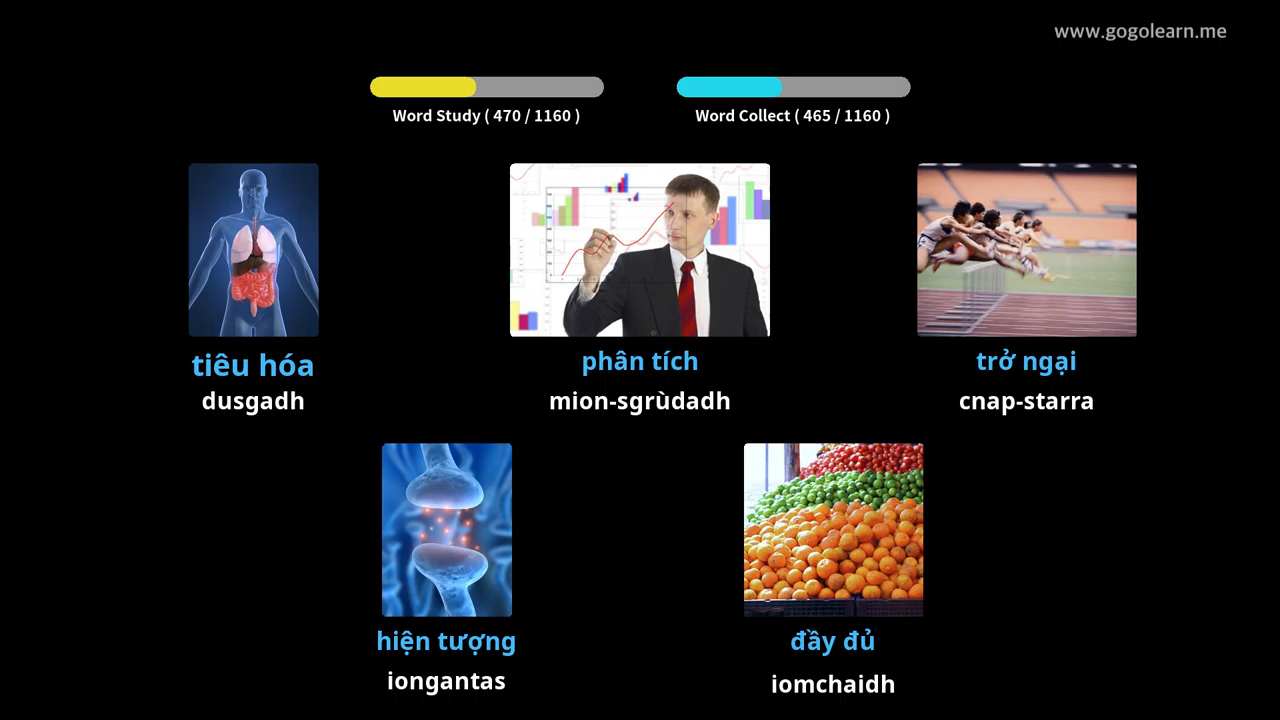 www.gogolearn.me
Word Study ( 470 / 1160 )
Word Collect ( 465 / 1160 )
tiêu hóa
dusgadh
phân tích
mion-sgrùdadh
trở ngại
cnap-starra
hiện tượng
iongantas
đầy đủ
iomchaidh